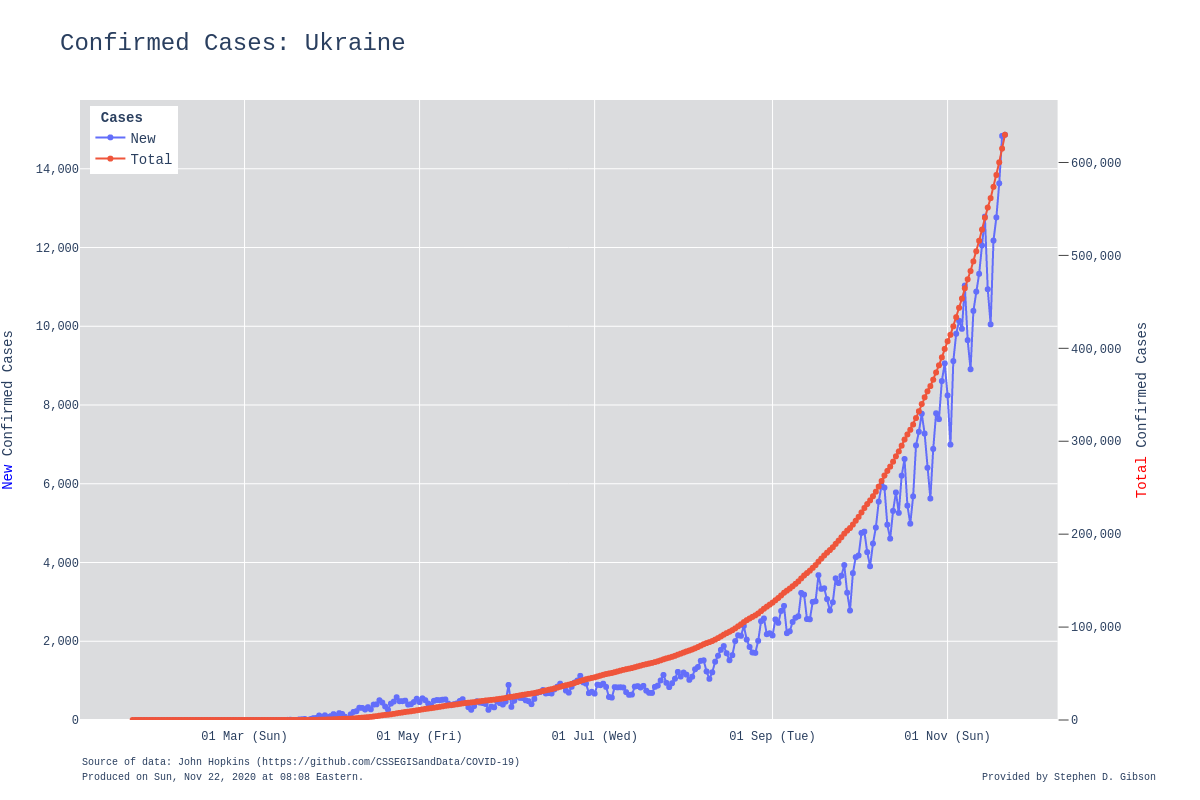 Confirmed Cases: Ukraine
Cases
New
Total
14,000
12,000
10,000
8,000
6,000
4,000
2,000
0
New Confirmed Cases
600,000
500,000
400,000
300,000
200,000
100,000
0
Total Confirmed Cases
01 Mar (Sun)
01 May (Fri)
01 Jul (Wed)
01 Sep (Tue)
01 Nov (Sun)
Source of data: John Hopkins (https://github.com/CSSEGISandData/COVID-19)
Produced on Sun, Nov 22, 2020 at 08:08 Eastern.
Provided by Stephen D. Gibson